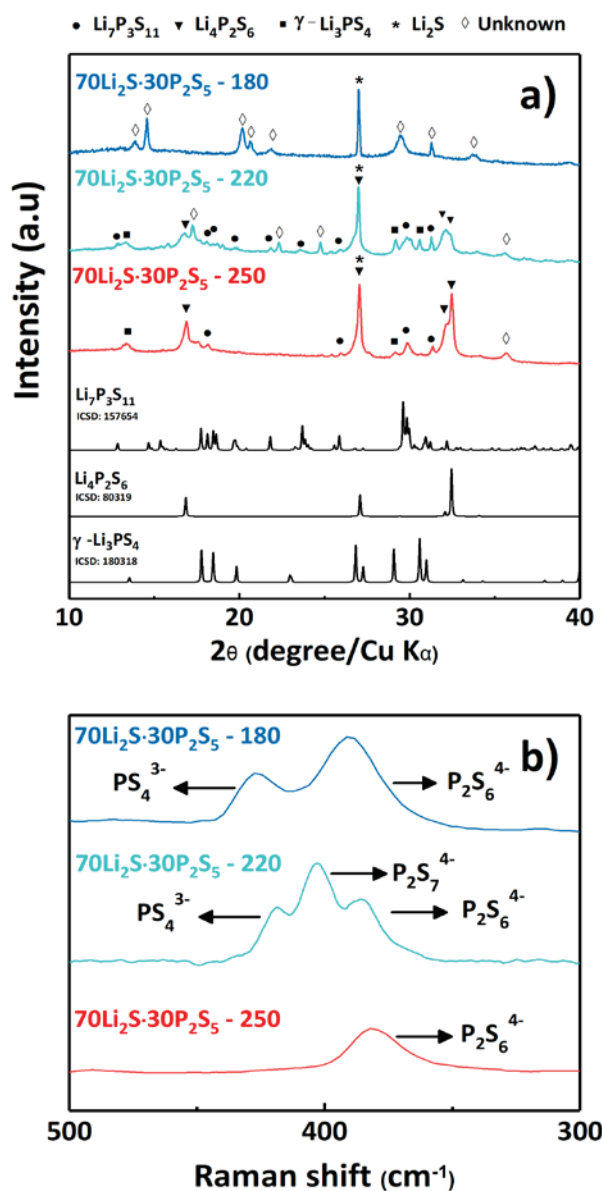 ● Li₇P₃S₁₁ ▼ Li₄P₂S₆ ■ γ-Li₃PS₄ * Li₂S ◊ Unknown
a)
70Li₂S·30P₂S₅ - 180
70Li₂S·30P₂S₅ - 220
70Li₂S·30P₂S₅ - 250
Li₇P₃S₁₁
ICSD: 157654
Li₄P₂S₆
ICSD: 80319
γ -Li₃PS₄
ICSD: 180318
Intensity (a.u)
10 20 30 40
2θ (degree/Cu Kα)
b)
70Li₂S·30P₂S₅ - 180
PS₄³⁻
P₂S₆⁴⁻
70Li₂S·30P₂S₅ - 220
P₂S₇⁴⁻
PS₄³⁻
P₂S₆⁴⁻
70Li₂S·30P₂S₅ - 250
P₂S₆⁴⁻
500 400 300
Raman shift (cm⁻¹)